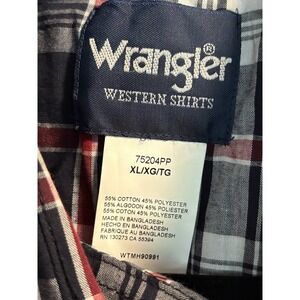 Wrangler®
WESTERN SHIRTS
75204PP
XL/XG/TG
55% COTTON 45% POLYESTER
55% ALGODON 45% POLIESTER
55% COTON 45% POLYESTER
MADE IN BANGLADESH
HECHO EN BANGLADESH
FABRIQUE AU BANGLADESH
RN 130273 CA 55394
WTMH90991